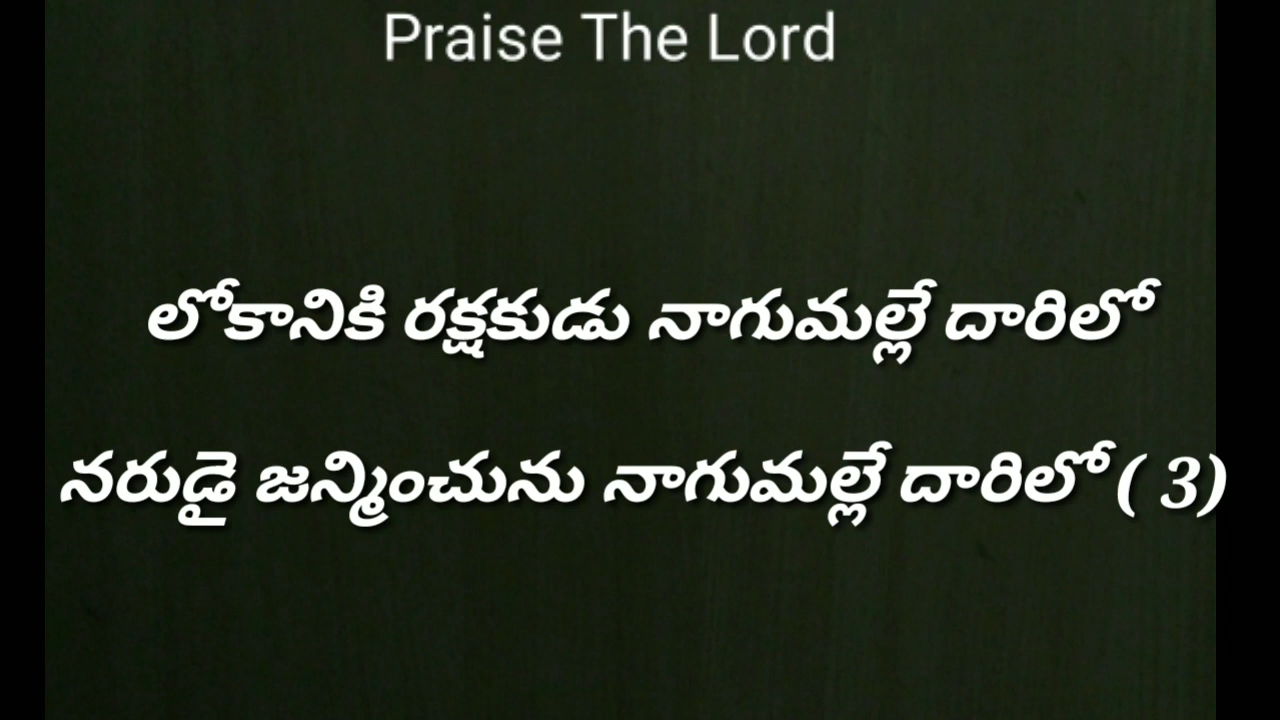 Praise The Lord
లోకానికి రక్షకుడు నాగుమల్లే దారిలో
నరుడై జన్మించును నాగుమల్లే దారిలో ( 3)